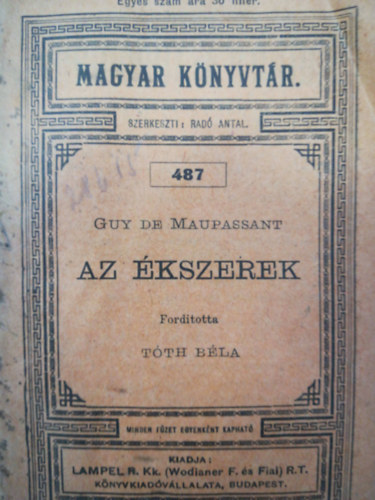 Egyes szám ára 30 fillér.
MAGYAR KÖNYVTÁR.
SZERKESZTI: RADÓ ANTAL.
487
GUY DE MAUPASSANT
AZ ÉKSZEREK
Fordította
TÓTH BÉLA
MINDEN FÜZET EGYENKÉNT KAPHATÓ
KIADJA:
LAMPEL R. Kk. (Wodianer F. és Fiai) R.T.
KÖNYVKIADÓVÁLLALATA, BUDAPEST.